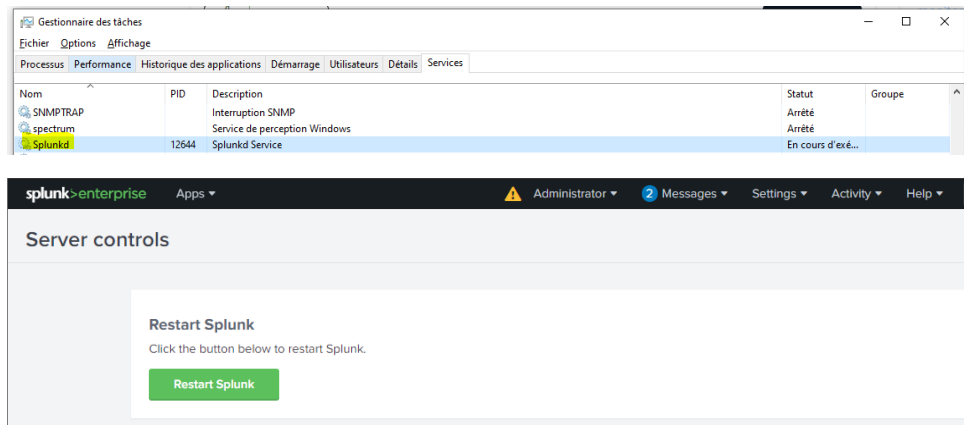 Gestionnaire des tâches
Fichier Options Affichage
Processus Performance Historique des applications Démarrage Utilisateurs Détails Services
Nom PID Description Statut Groupe
SNMPTRAP Interruption SNMP Arrêté
spectrum Service de perception Windows Arrêté
Splunkd 12644 Splunkd Service En cours d'exé...
splunk>enterprise Apps Administrator 2 Messages Settings Activity Help
Server controls
Restart Splunk
Click the button below to restart Splunk.
Restart Splunk